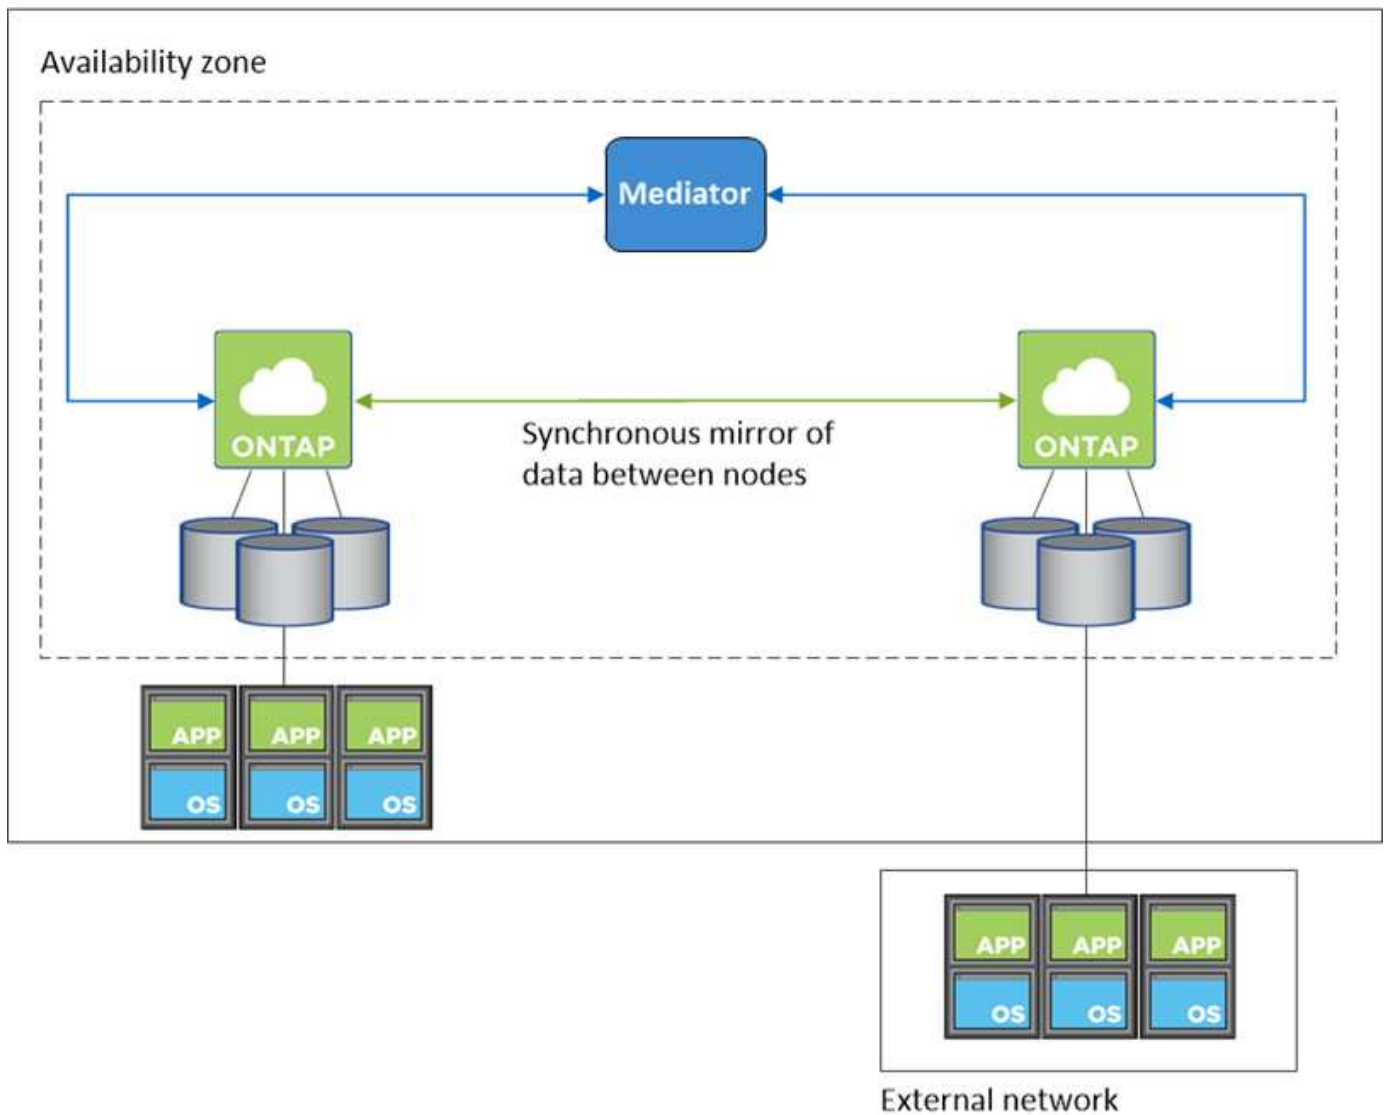 Availability zone
Mediator
ONTAP
ONTAP
Synchronous mirror of
data between nodes
APP APP APP
OS OS OS
APP APP APP
OS OS OS
External network